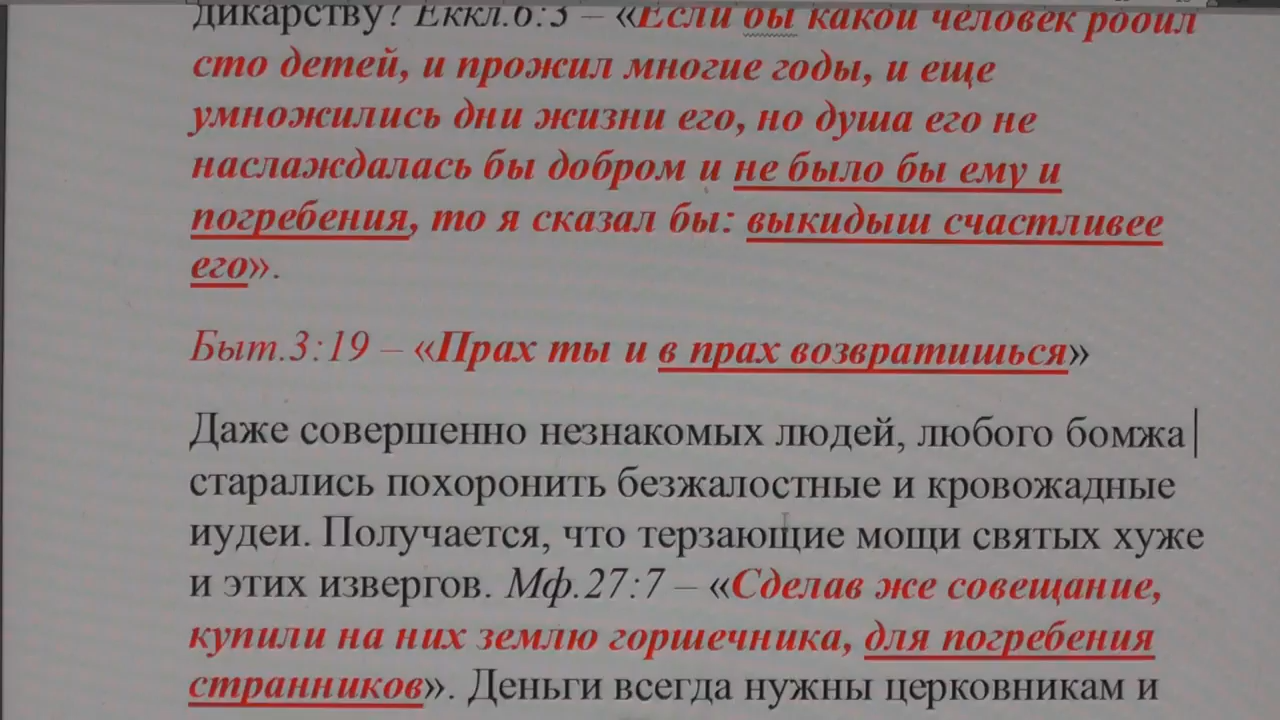 дикарству? Еккл.6:3 – «Если бы какой человек родил
сто детей, и прожил многие годы, и еще
умножились дни жизни его, но душа его не
наслаждалась бы добром и не было бы ему и
погребения, то я сказал бы: выкидыш счастливее
его».
Быт.3:19 – «Прах ты и в прах возвратишься»
Даже совершенно незнакомых людей, любого бомжа
старались похоронить безжалостные и кровожадные
иудеи. Получается, что терзающие мощи святых хуже
и этих извергов. Мф.27:7 – «Сделав же совещание,
купили на них землю горшечника, для погребения
странников». Деньги всегда нужны церковникам и